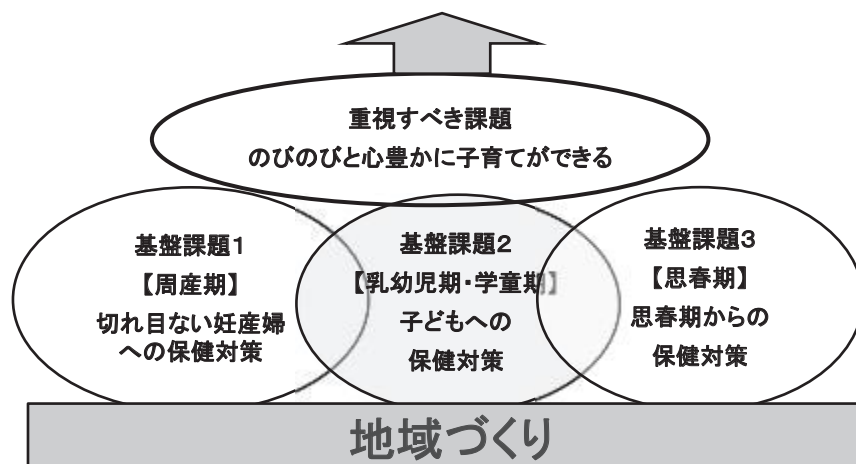 重視すべき課題
のびのびと心豊かに子育てができる
基盤課題1
【周産期】
切れ目ない妊産婦
への保健対策
基盤課題2
【乳幼児期・学童期】
子どもへの
保健対策
基盤課題3
【思春期】
思春期からの
保健対策
地域づくり